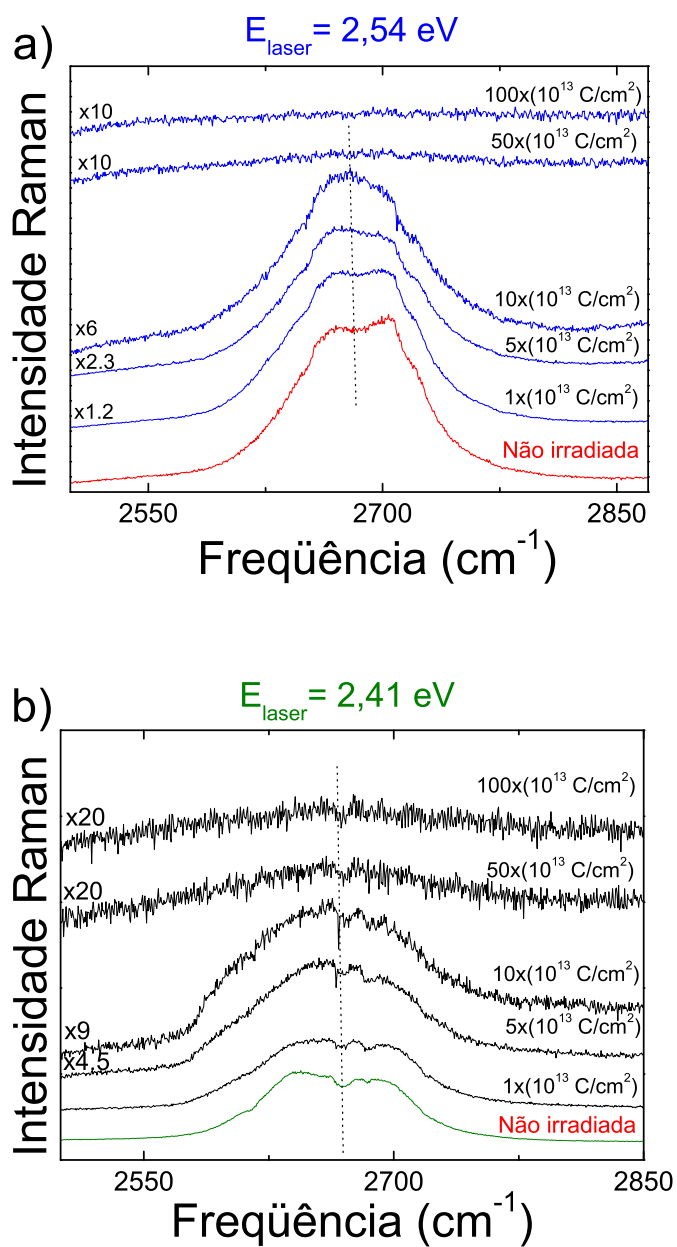 a)
E_laser = 2,54 eV
Intensidade Raman
x10
100x(10^13 C/cm^2)
x10
50x(10^13 C/cm^2)
x6
10x(10^13 C/cm^2)
x2.3
5x(10^13 C/cm^2)
x1.2
1x(10^13 C/cm^2)
Não irradiada
2550 2700 2850
Freqüência (cm^-1)
b)
E_laser = 2,41 eV
Intensidade Raman
x20
100x(10^13 C/cm^2)
x20
50x(10^13 C/cm^2)
x9
10x(10^13 C/cm^2)
x4.5
5x(10^13 C/cm^2)
1x(10^13 C/cm^2)
Não irradiada
2550 2700 2850
Freqüência (cm^-1)